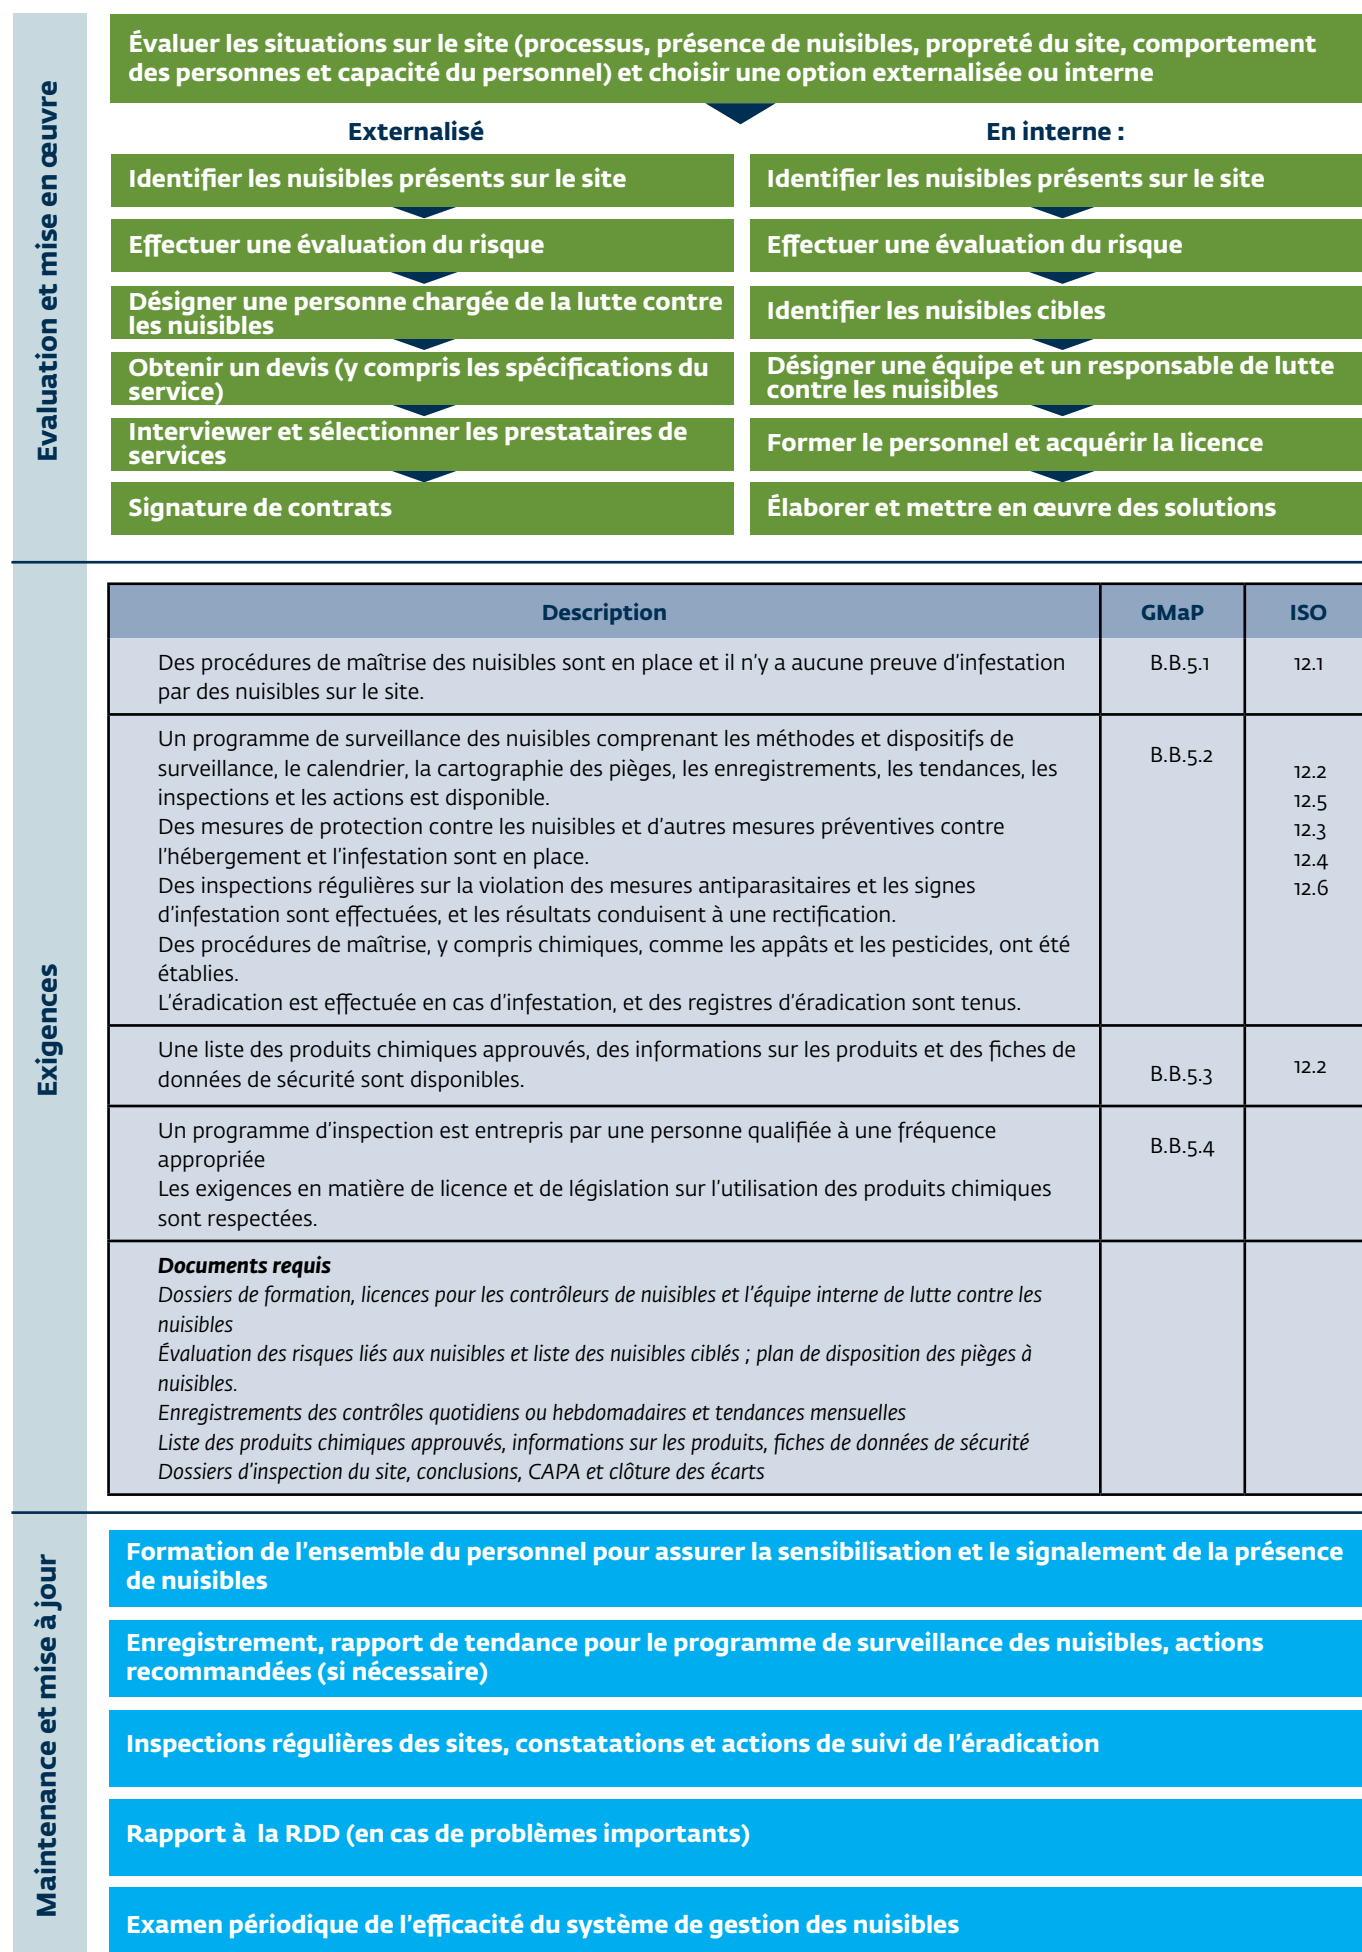 Evaluation et mise en œuvre
Évaluer les situations sur le site (processus, présence de nuisibles, propreté du site, comportement
des personnes et capacité du personnel) et choisir une option externalisée ou interne
Externalisé
Identifier les nuisibles présents sur le site
Effectuer une évaluation du risque
Désigner une personne chargée de la lutte contre
les nuisibles
Obtenir un devis (y compris les spécifications du
service)
Interviewer et sélectionner les prestataires de
services
Signature de contrats
En interne :
Identifier les nuisibles présents sur le site
Effectuer une évaluation du risque
Identifier les nuisibles cibles
Désigner une équipe et un responsable de lutte
contre les nuisibles
Former le personnel et acquérir la licence
Élaborer et mettre en œuvre des solutions
Exigences
Description GMaP ISO
Des procédures de maîtrise des nuisibles sont en place et il n'y a aucune preuve d'infestation
par des nuisibles sur le site.
B.B.5.1
12.1
Un programme de surveillance des nuisibles comprenant les méthodes et dispositifs de
surveillance, le calendrier, la cartographie des pièges, les enregistrements, les tendances, les
inspections et les actions est disponible.
Des mesures de protection contre les nuisibles et d'autres mesures préventives contre
l'hébergement et l'infestation sont en place.
Des inspections régulières sur la violation des mesures antiparasitaires et les signes
d'infestation sont effectuées, et les résultats conduisent à une rectification.
Des procédures de maîtrise, y compris chimiques, comme les appâts et les pesticides, ont été
établies.
L'éradication est effectuée en cas d'infestation, et des registres d'éradication sont tenus.
B.B.5.2
12.2
12.5
12.3
12.4
12.6
Une liste des produits chimiques approuvés, des informations sur les produits et des fiches de
données de sécurité sont disponibles.
B.B.5.3
12.2
Un programme d'inspection est entrepris par une personne qualifiée à une fréquence
appropriée
Les exigences en matière de licence et de législation sur l'utilisation des produits chimiques
sont respectées.
B.B.5.4
Documents requis
Dossiers de formation, licences pour les contrôleurs de nuisibles et l'équipe interne de lutte contre les
nuisibles
Évaluation des risques liés aux nuisibles et liste des nuisibles ciblés ; plan de disposition des pièges à
nuisibles.
Enregistrements des contrôles quotidiens ou hebdomadaires et tendances mensuelles
Liste des produits chimiques approuvés, informations sur les produits, fiches de données de sécurité
Dossiers d'inspection du site, conclusions, CAPA et clôture des écarts
Maintenance et mise à jour
Formation de l'ensemble du personnel pour assurer la sensibilisation et le signalement de la présence
de nuisibles
Enregistrement, rapport de tendance pour le programme de surveillance des nuisibles, actions
recommandées (si nécessaire)
Inspections régulières des sites, constatations et actions de suivi de l'éradication
Rapport à la RDD (en cas de problèmes importants)
Examen périodique de l'efficacité du système de gestion des nuisibles